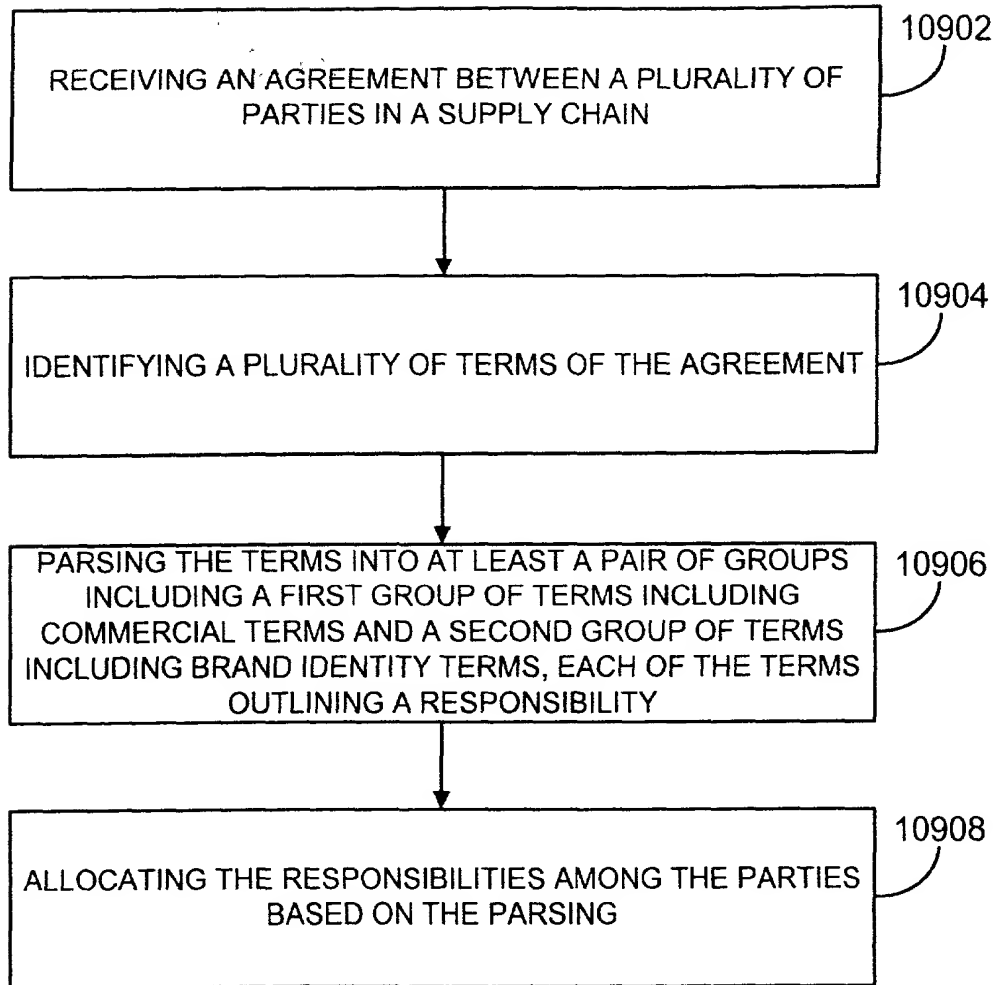 10902
RECEIVING AN AGREEMENT BETWEEN A PLURALITY OF
PARTIES IN A SUPPLY CHAIN
10904
IDENTIFYING A PLURALITY OF TERMS OF THE AGREEMENT
10906
PARSING THE TERMS INTO AT LEAST A PAIR OF GROUPS
INCLUDING A FIRST GROUP OF TERMS INCLUDING
COMMERCIAL TERMS AND A SECOND GROUP OF TERMS
INCLUDING BRAND IDENTITY TERMS, EACH OF THE TERMS
OUTLINING A RESPONSIBILITY
10908
ALLOCATING THE RESPONSIBILITIES AMONG THE PARTIES
BASED ON THE PARSING